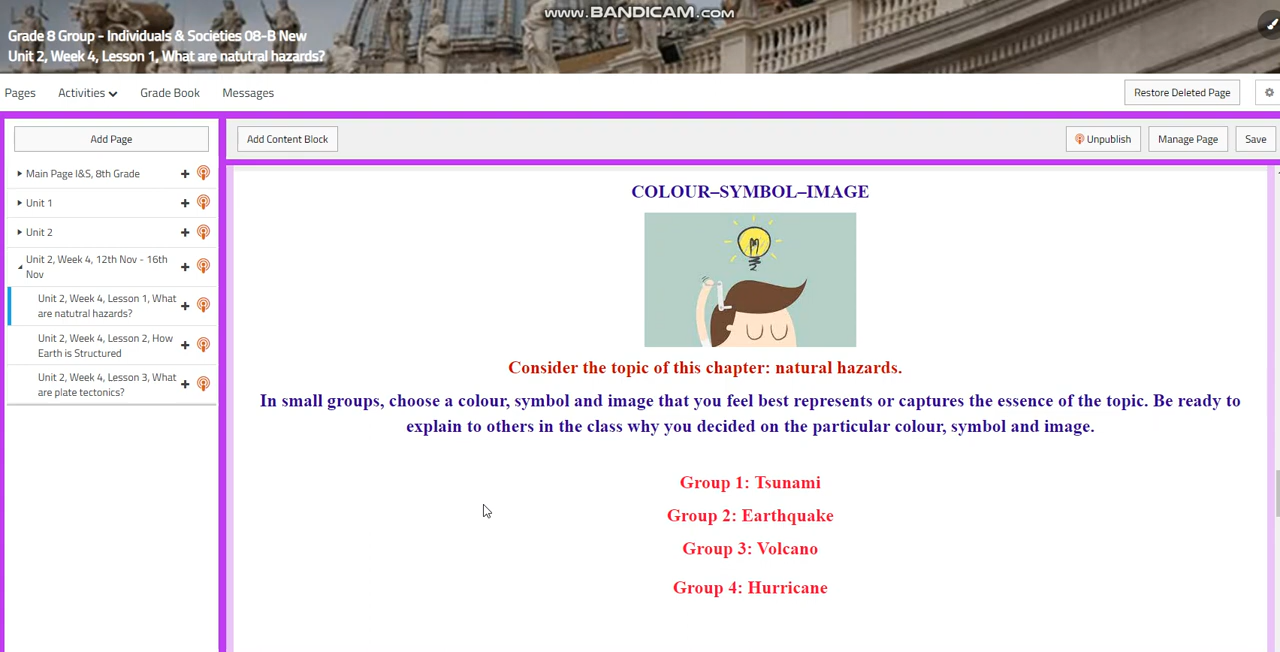 www.BANDICAM.com
Grade 8 Group - Individuals & Societies 08-B New
Unit 2, Week 4, Lesson 1, What are natutral hazards?
Pages
Activities
Grade Book
Messages
Restore Deleted Page
Add Page
Add Content Block
Unpublish
Manage Page
Save
Main Page I&S, 8th Grade
Unit 1
Unit 2
Unit 2, Week 4, 12th Nov - 16th
Nov
Unit 2, Week 4, Lesson 1, What
are natutral hazards?
Unit 2, Week 4, Lesson 2, How
Earth is Structured
Unit 2, Week 4, Lesson 3, What
are plate tectonics?
COLOUR–SYMBOL–IMAGE
Consider the topic of this chapter: natural hazards.
In small groups, choose a colour, symbol and image that you feel best represents or captures the essence of the topic. Be ready to
explain to others in the class why you decided on the particular colour, symbol and image.
Group 1: Tsunami
Group 2: Earthquake
Group 3: Volcano
Group 4: Hurricane